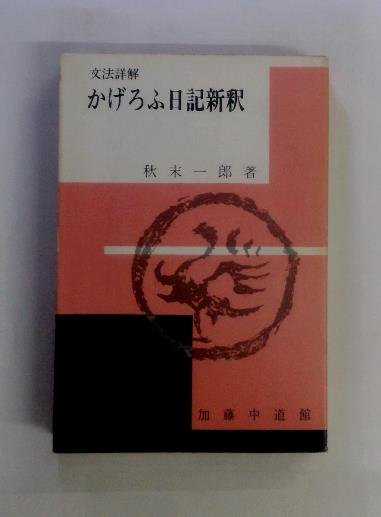 文法詳解
かげろふ日記新釈
秋末一郎著
加藤中道館